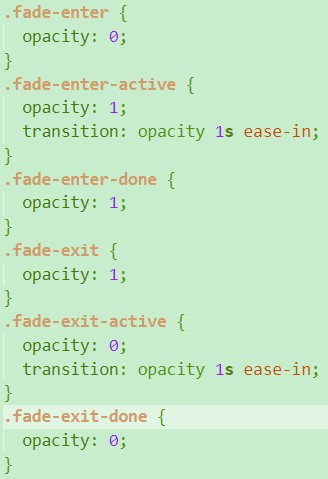 .fade-enter {
  opacity: 0;
}
.fade-enter-active {
  opacity: 1;
  transition: opacity 1s ease-in;
}
.fade-enter-done {
  opacity: 1;
}
.fade-exit {
  opacity: 1;
}
.fade-exit-active {
  opacity: 0;
  transition: opacity 1s ease-in;
}
.fade-exit-done {
  opacity: 0;
}